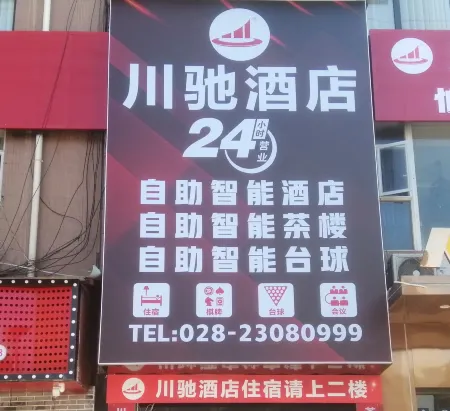 川驰酒店
24小时营业
自助智能酒店
自助智能茶楼
自助智能台球
住宿 棋牌 台球 会议
TEL:028-23080999
川驰酒店住宿请上二楼